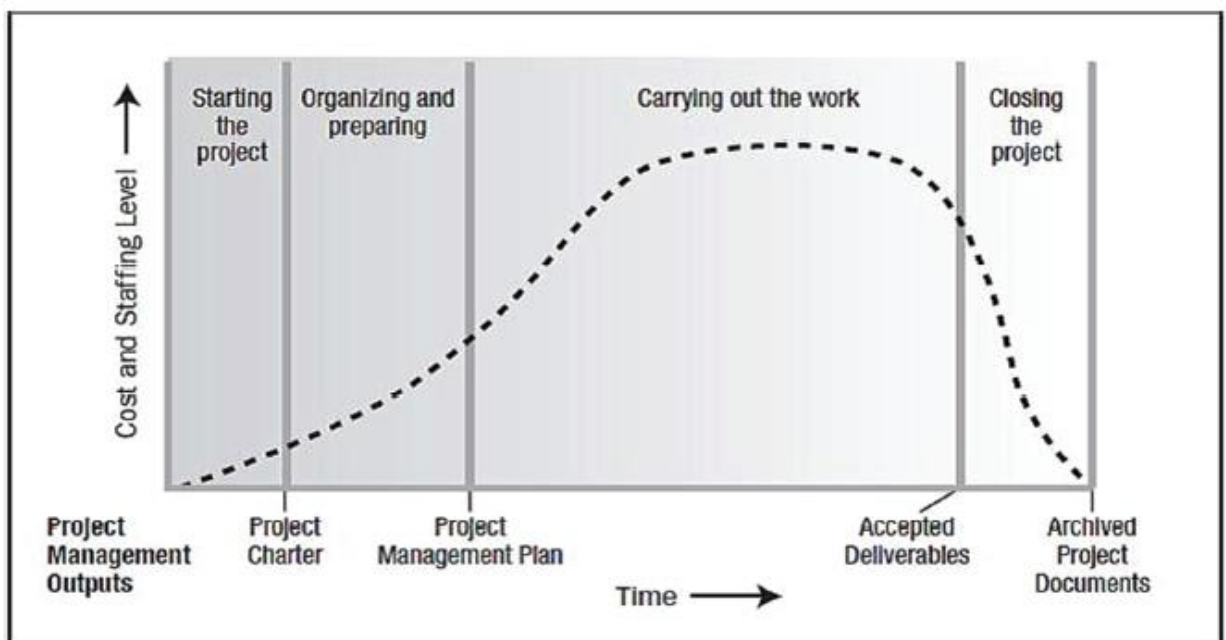 Starting
the
project
Organizing and
preparing
Carrying out the work
Closing
the
project
Cost and Staffing Level
Project
Management
Outputs
Project
Charter
Project
Management Plan
Accepted
Deliverables
Archived
Project
Documents
Time